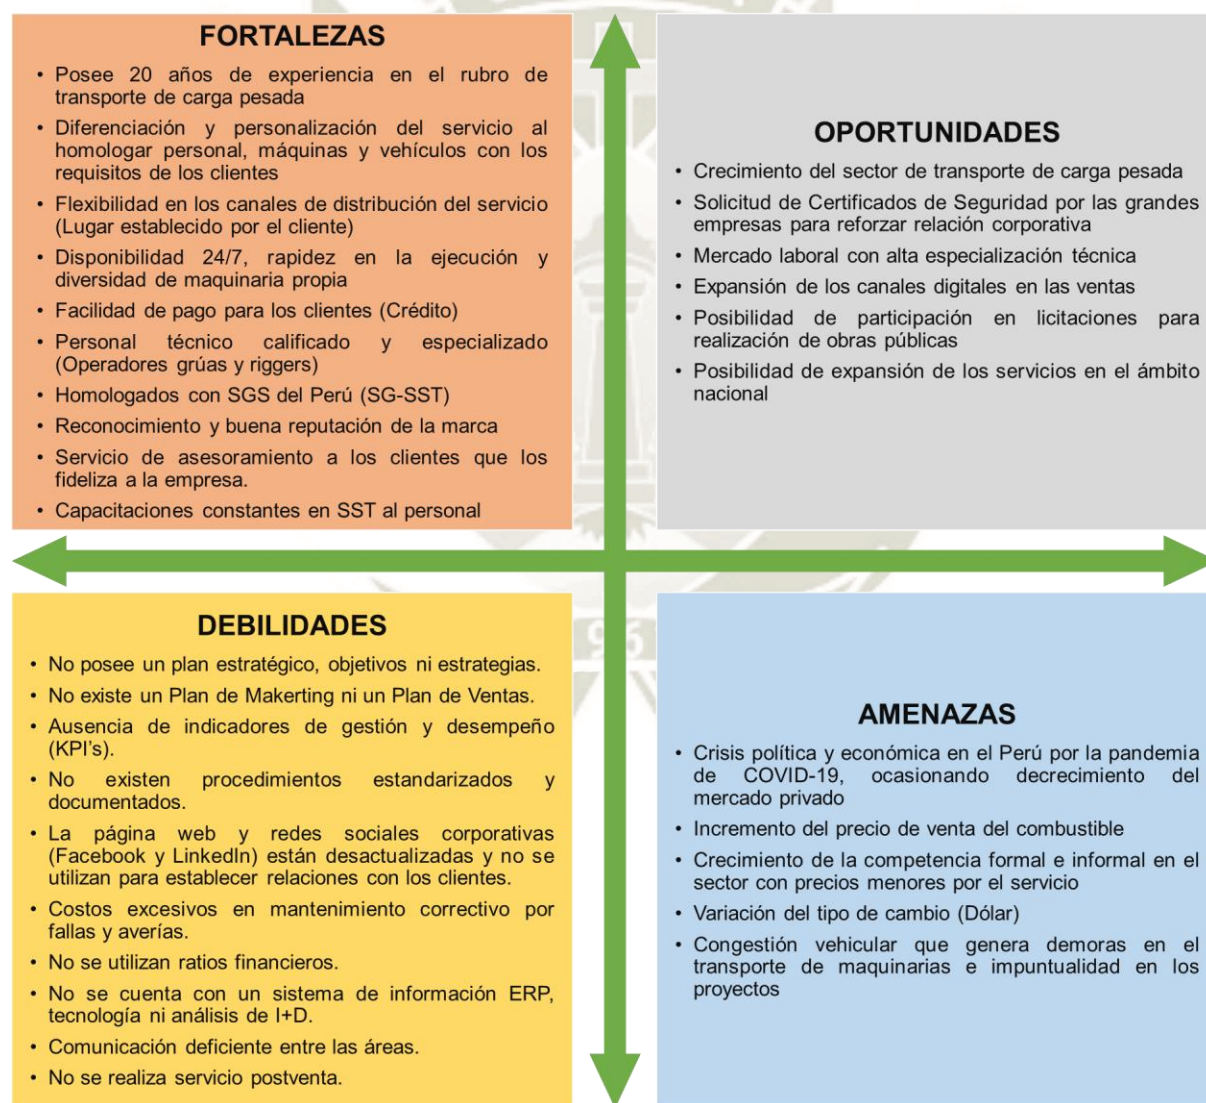 FORTALEZAS
• Posee 20 años de experiencia en el rubro de
transporte de carga pesada
• Diferenciación y personalización del servicio al
homologar personal, máquinas y vehículos con los
requisitos de los clientes
• Flexibilidad en los canales de distribución del servicio
(Lugar establecido por el cliente)
• Disponibilidad 24/7, rapidez en la ejecución y
diversidad de maquinaria propia
• Facilidad de pago para los clientes (Crédito)
• Personal técnico calificado y especializado
(Operadores grúas y riggers)
• Homologados con SGS del Perú (SG-SST)
• Reconocimiento y buena reputación de la marca
• Servicio de asesoramiento a los clientes que los
fideliza a la empresa.
• Capacitaciones constantes en SST al personal
OPORTUNIDADES
• Crecimiento del sector de transporte de carga pesada
• Solicitud de Certificados de Seguridad por las grandes
empresas para reforzar relación corporativa
• Mercado laboral con alta especialización técnica
• Expansión de los canales digitales en las ventas
• Posibilidad de participación en licitaciones para
realización de obras públicas
• Posibilidad de expansión de los servicios en el ámbito
nacional
DEBILIDADES
• No posee un plan estratégico, objetivos ni estrategias.
• No existe un Plan de Makerting ni un Plan de Ventas.
• Ausencia de indicadores de gestión y desempeño
(KPI's).
• No existen procedimientos estandarizados y
documentados.
• La página web y redes sociales corporativas
(Facebook y LinkedIn) están desactualizadas y no se
utilizan para establecer relaciones con los clientes.
• Costos excesivos en mantenimiento correctivo por
fallas y averías.
• No se utilizan ratios financieros.
• No se cuenta con un sistema de información ERP,
tecnología ni análisis de I+D.
• Comunicación deficiente entre las áreas.
• No se realiza servicio postventa.
AMENAZAS
• Crisis política y económica en el Perú por la pandemia
de COVID-19, ocasionando decrecimiento del
mercado privado
• Incremento del precio de venta del combustible
• Crecimiento de la competencia formal e informal en el
sector con precios menores por el servicio
• Variación del tipo de cambio (Dólar)
• Congestión vehicular que genera demoras en el
transporte de maquinarias e impuntualidad en los
proyectos